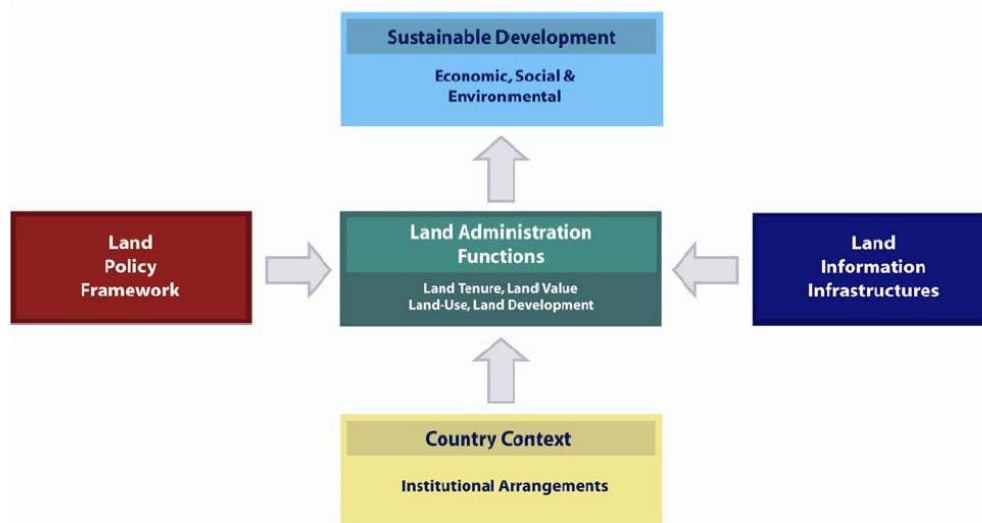 Sustainable Development
Economic, Social &
Environmental
Land
Policy
Framework
Land Administration
Functions
Land Tenure, Land Value
Land-Use, Land Development
Land
Information
Infrastructures
Country Context
Institutional Arrangements